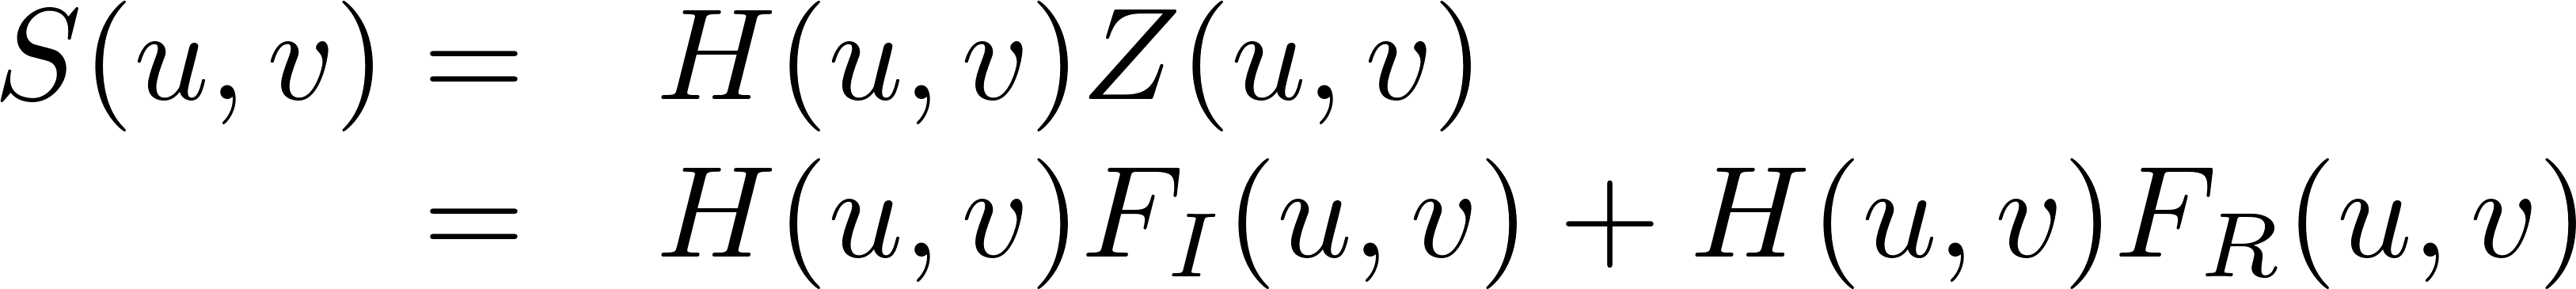 S(u, v) = H(u, v)Z(u, v)
= H(u, v)F_I(u, v) + H(u, v)F_R(u, v)